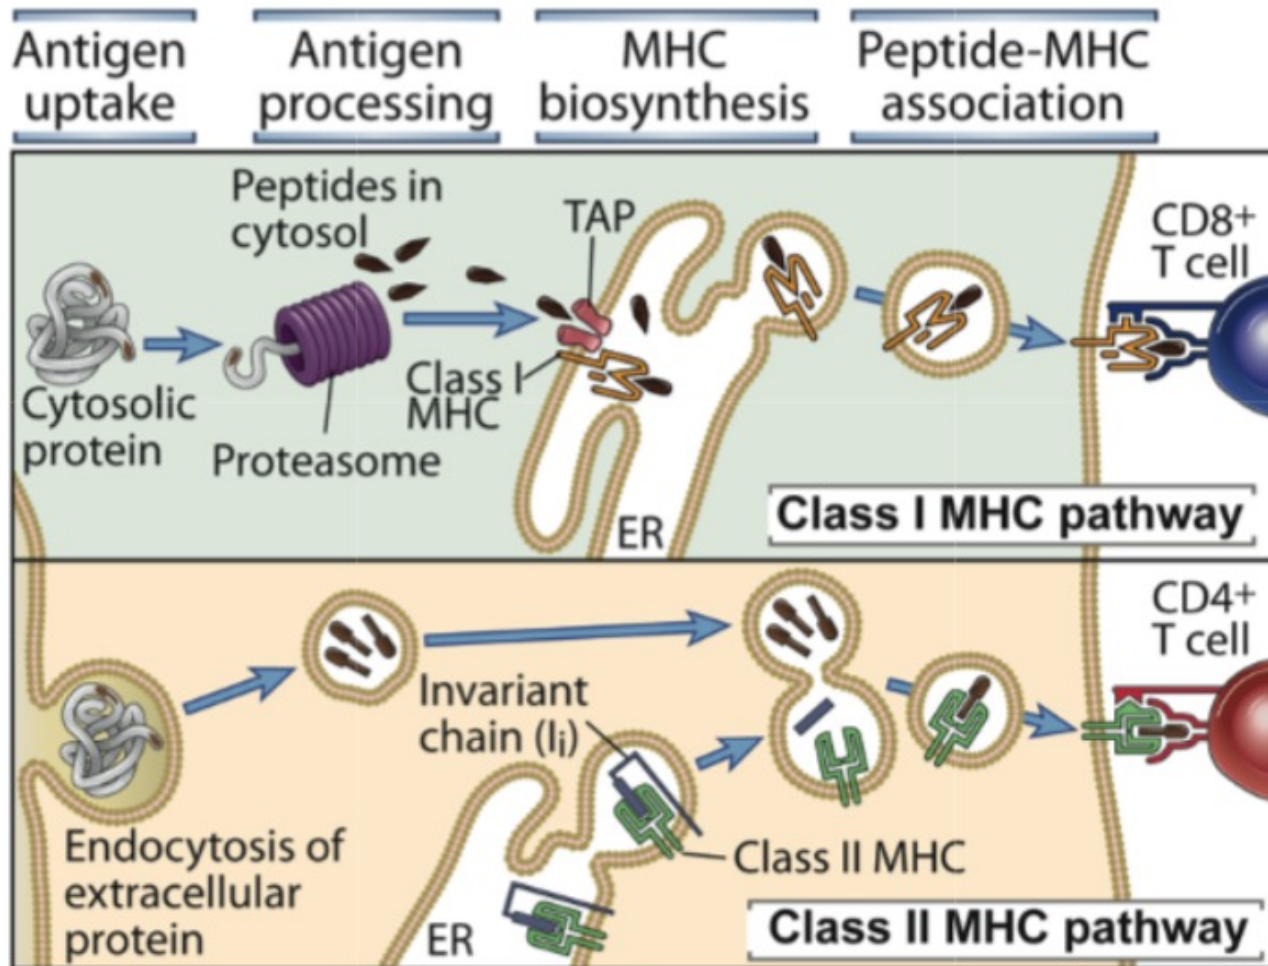 Antigen
uptake
Antigen
processing
MHC
biosynthesis
Peptide-MHC
association
Peptides in
cytosol
TAP
CD8+
T cell
Class I
MHC
Cytosolic
protein
Proteasome
ER
Class I MHC pathway
CD4+
T cell
Invariant
chain (Ii)
Endocytosis of
extracellular
protein
Class II MHC
ER
Class II MHC pathway